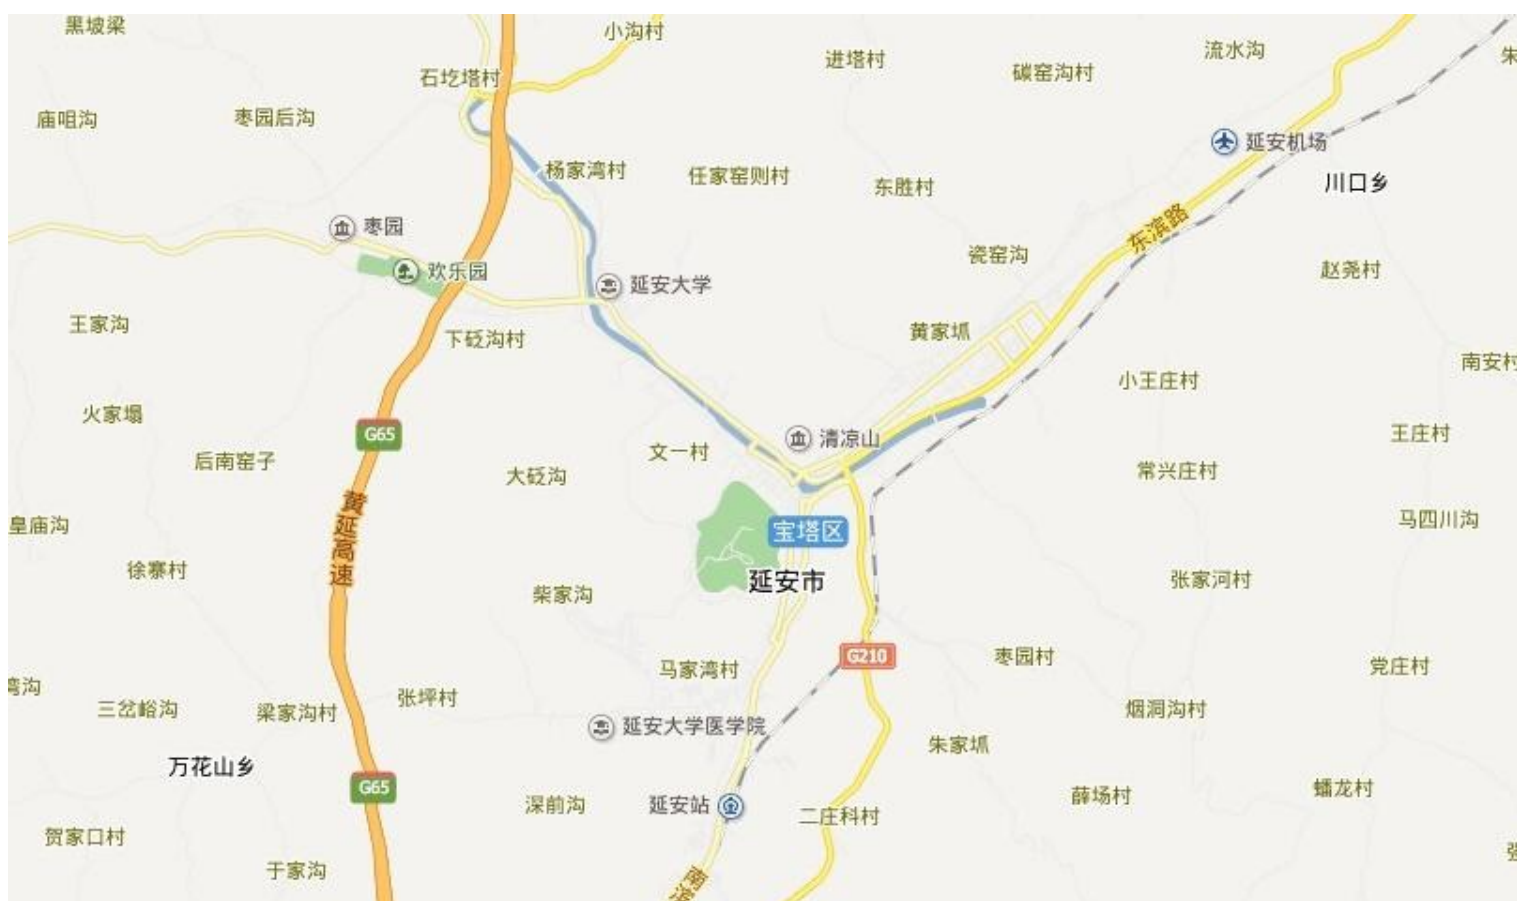 黑坡梁
小沟村
流水沟
进塔村
朱
碳窑沟村
石圪塔村
庙咀沟
枣园后沟
延安机场
杨家湾村
任家窑则村
东胜村
川口乡
枣园
东滨路
瓷窑沟
欢乐园
延安大学
赵尧村
王家沟
下砭沟村
黄家坬
南安村
小王庄村
火家塌
G65
清凉山
王庄村
后南窑子
文一村
大砭沟
常兴庄村
皇庙沟
黄延高速
宝塔区
马四川沟
徐寨村
延安市
张家河村
柴家沟
马家湾村
G210
枣园村
党庄村
湾沟
三岔峪沟
梁家沟村
张坪村
烟洞沟村
延安大学医学院
朱家坬
万花山乡
G65
深前沟
延安站
二庄科村
薛场村
蟠龙村
贺家口村
于家沟
南滨